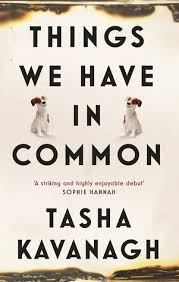 THINGS
WE HAVE
IN
COMMON
'A striking and highly enjoyable debut'
SOPHIE HANNAH
TASHA
KAVANAGH